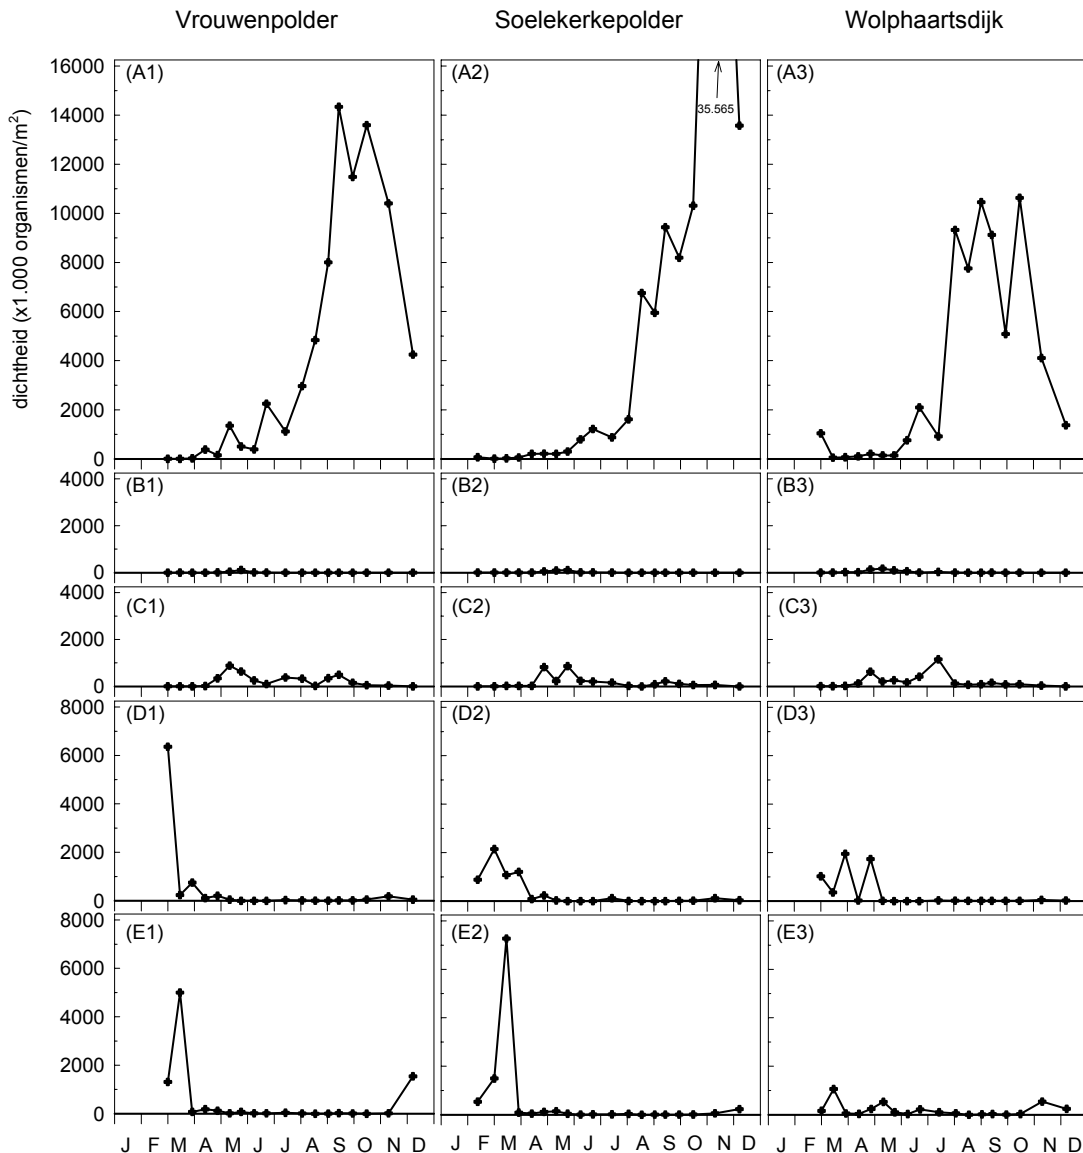 Vrouwenpolder Soelekerkepolder Wolphaartsdijk
dichtheid (x1.000 organismen/m²)
16000 (A1) (A2) (A3)
14000
35.565
12000
10000
8000
6000
4000
2000
0
4000 (B1) (B2) (B3)
2000
0
4000 (C1) (C2) (C3)
2000
0
8000 (D1) (D2) (D3)
6000
4000
2000
0
8000 (E1) (E2) (E3)
6000
4000
2000
0
J F M A M J J A S O N D J F M A M J J A S O N D J F M A M J J A S O N D